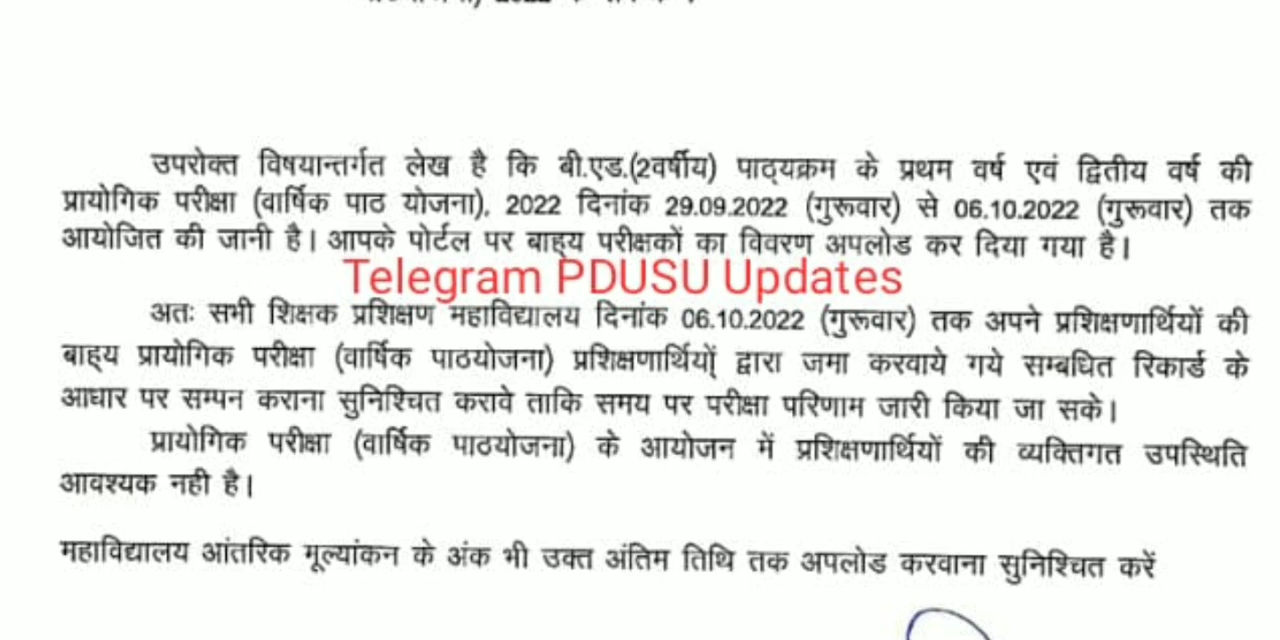 2022
उपरोक्त विषयान्तर्गत लेख है कि बी.एड.(2वर्षीय) पाठ्यक्रम के प्रथम वर्ष एवं द्वितीय वर्ष की
प्रायोगिक परीक्षा (वार्षिक पाठ योजना), 2022 दिनांक 29.09.2022 (गुरूवार) से 06.10.2022 (गुरूवार) तक
आयोजित की जानी है। आपके पोर्टल पर बाह्य परीक्षकों का विवरण अपलोड कर दिया गया है।
Telegram PDUSU Updates
अतः सभी शिक्षक प्रशिक्षण महाविद्यालय दिनांक 06.10.2022 (गुरूवार) तक अपने प्रशिक्षणार्थियों की
बाह्य प्रायोगिक परीक्षा (वार्षिक पाठयोजना) प्रशिक्षणार्थियों द्वारा जमा करवाये गये सम्बधित रिकार्ड के
आधार पर सम्पन कराना सुनिश्चित करावे ताकि समय पर परीक्षा परिणाम जारी किया जा सके।
प्रायोगिक परीक्षा (वार्षिक पाठयोजना) के आयोजन में प्रशिक्षणार्थियों की व्यक्तिगत उपस्थिति
आवश्यक नही है।
महाविद्यालय आंतरिक मूल्यांकन के अंक भी उक्त अंतिम तिथि तक अपलोड करवाना सुनिश्चित करें